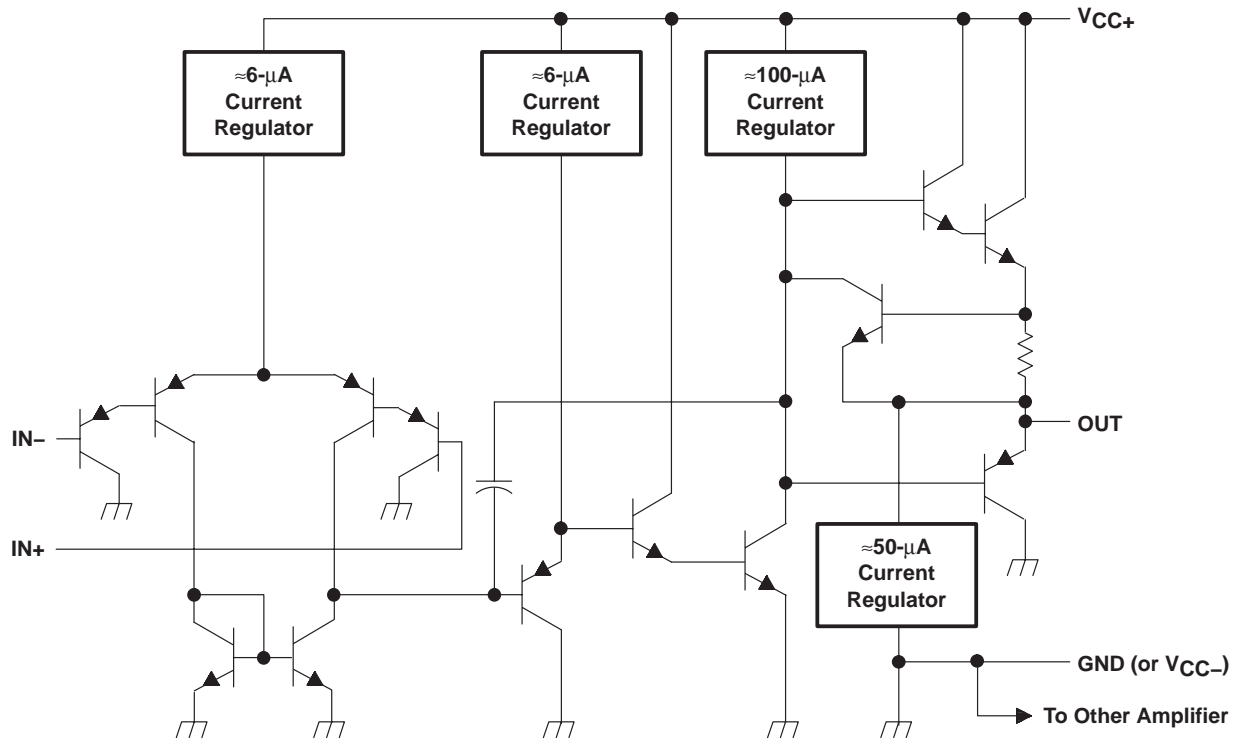 VCC+
≈6-μA
Current
Regulator
≈6-μA
Current
Regulator
≈100-μA
Current
Regulator
IN−
OUT
IN+
≈50-μA
Current
Regulator
GND (or VCC−)
To Other Amplifier